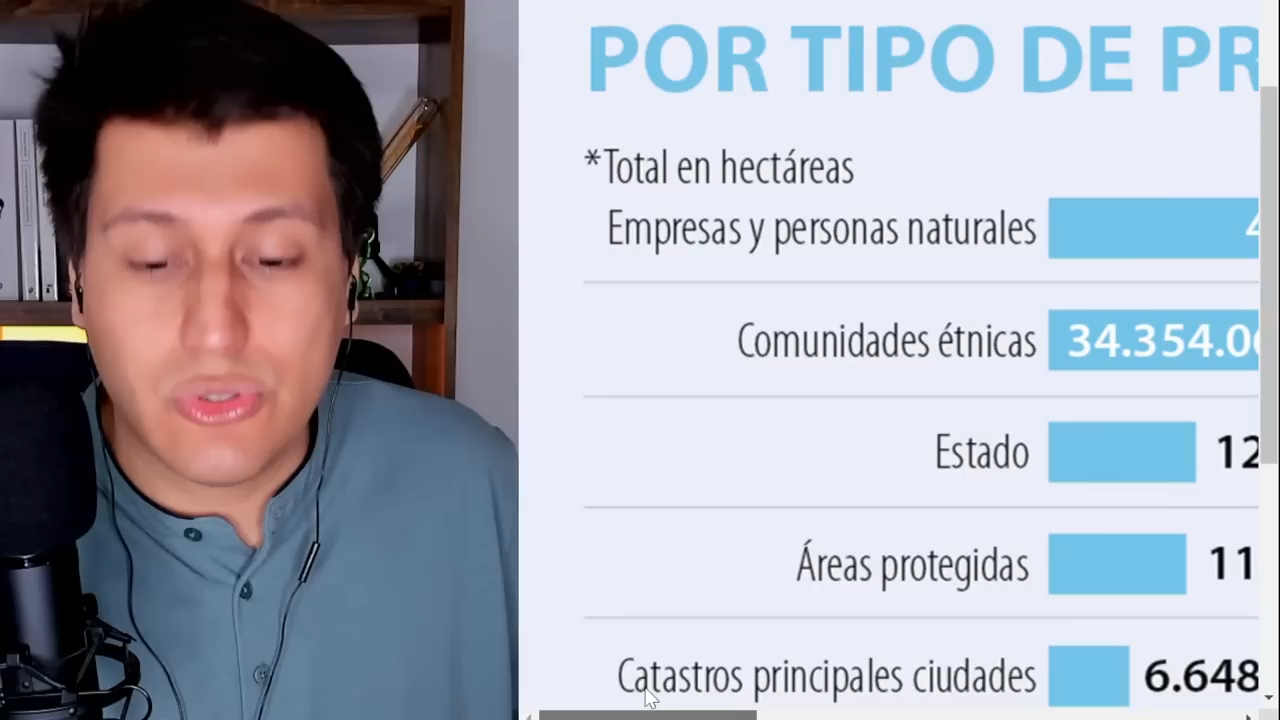 POR TIPO DE PR
*Total en hectáreas
Empresas y personas naturales 4
Comunidades étnicas 34.354.0
Estado 12
Áreas protegidas 11
Catastros principales ciudades 6.648